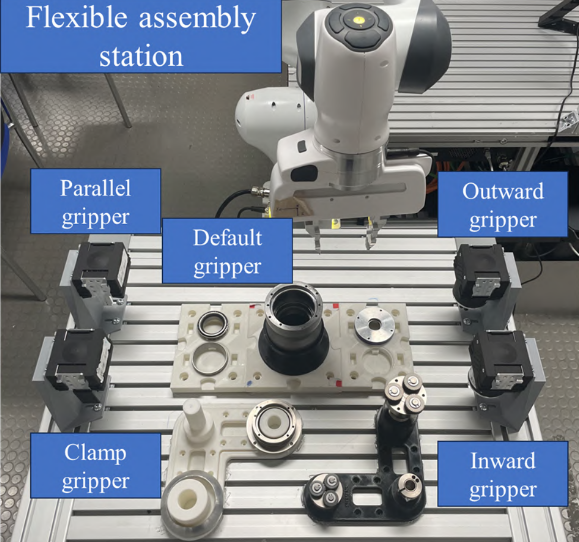 Flexible assembly
station
Parallel
gripper
Outward
gripper
Default
gripper
Clamp
gripper
Inward
gripper